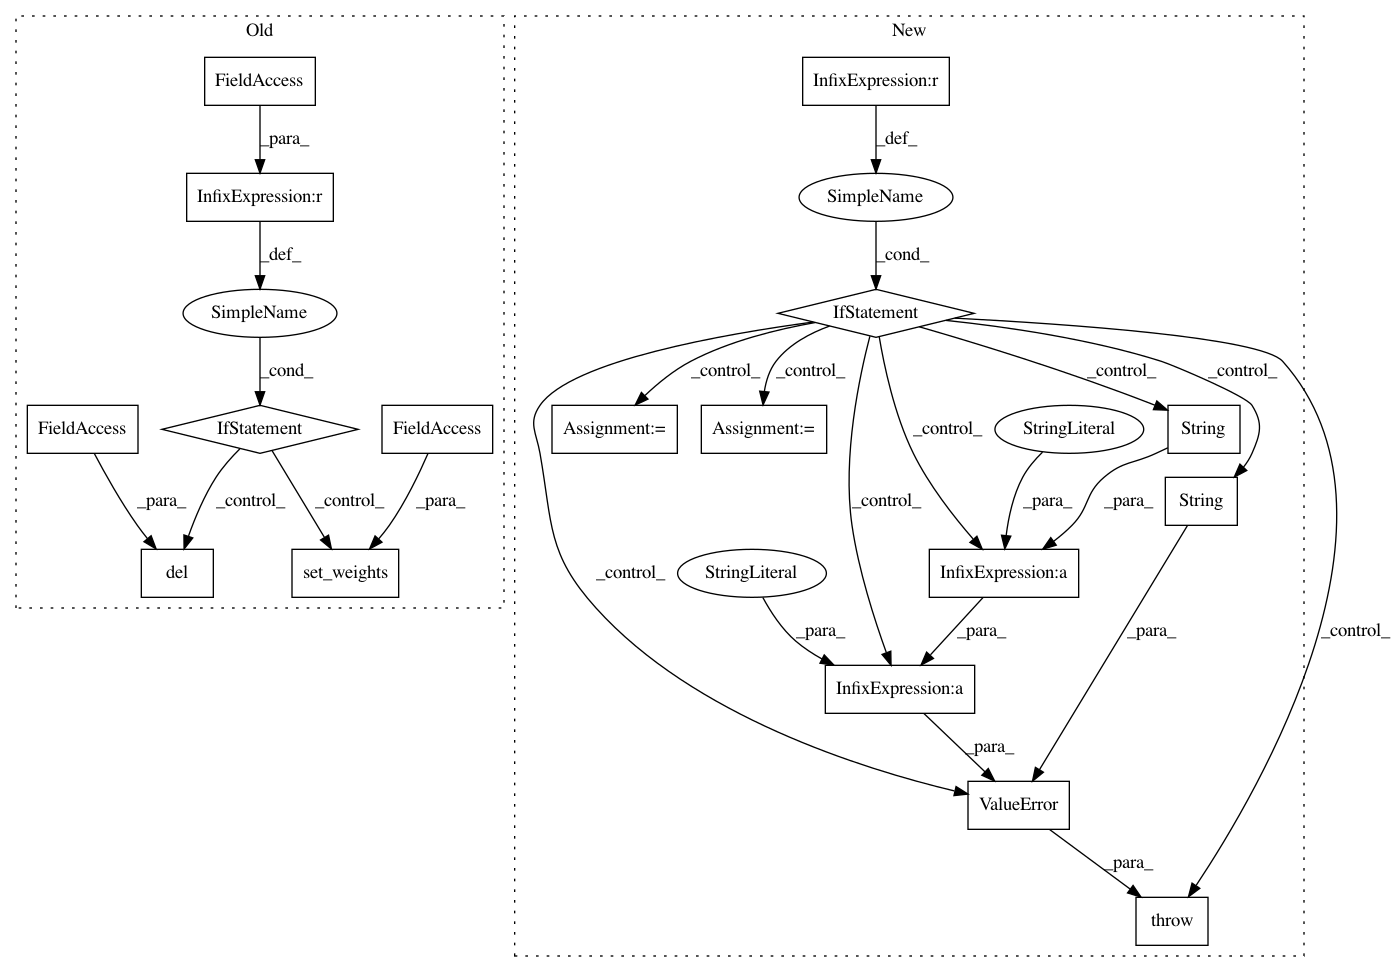 Old
New
FieldAccess
InfixExpression:r
_para_
_def_
InfixExpression:r
SimpleName
_def_
_cond_
SimpleName
IfStatement
_cond_
_control_
_control_
_control_
_control_
FieldAccess
IfStatement
FieldAccess
Assignment:=
Assignment:=
_control_
StringLiteral
String
_para_
_control_
_control_
_para_
_control_
_para_
_para_
String
del
set_weights
_control_
StringLiteral
InfixExpression:a
_para_
_para_
_para_
_control_
InfixExpression:a
_para_
ValueError
_para_
throw